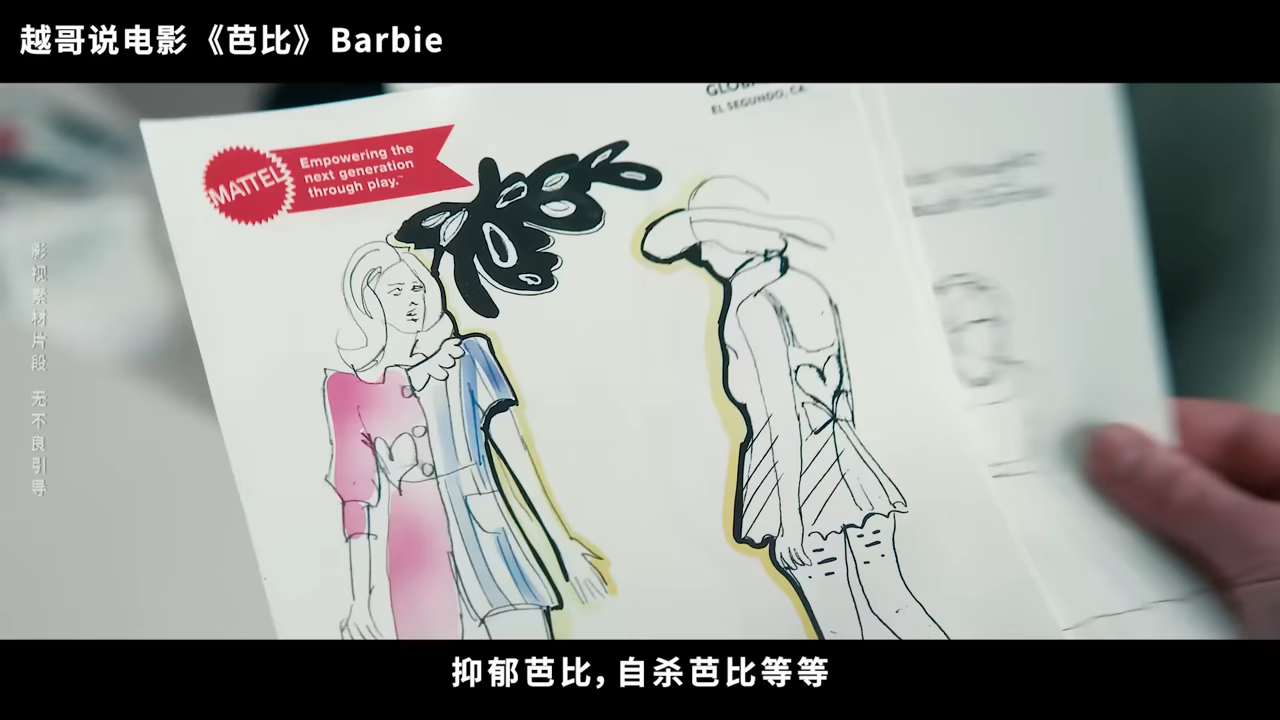 越哥说电影《芭比》Barbie
EL SEGUNDO, CA
MATTEL
Empowering the
next generation
through play.™
影视素材片段 无不良引导
抑郁芭比,自杀芭比等等